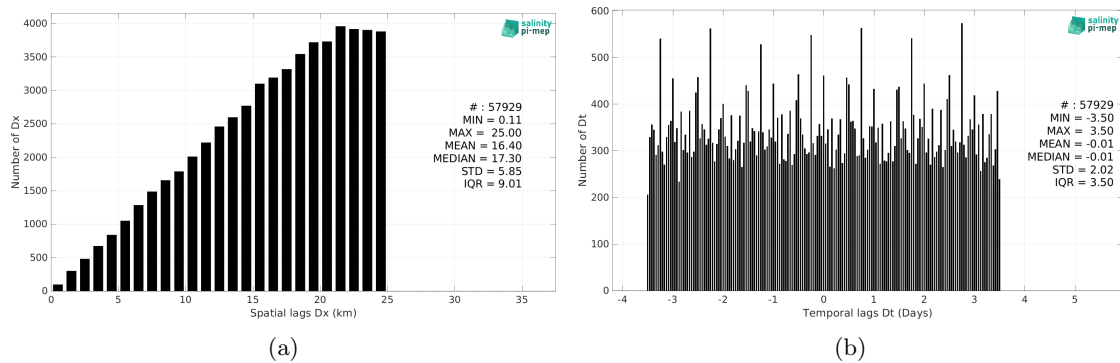 4000
3500
3000
2500
2000
1500
1000
500
0
Number of Dx
0 5 10 15 20 25 30 35
Spatial lags Dx (km)
salinity
pi-mep
# : 57929
MIN = 0.11
MAX = 25.00
MEAN = 16.40
MEDIAN = 17.30
STD = 5.85
IQR = 9.01
(a)
600
500
400
300
200
100
0
Number of Dt
-4 -3 -2 -1 0 1 2 3 4 5
Temporal lags Dt (Days)
salinity
pi-mep
# : 57929
MIN = -3.50
MAX = 3.50
MEAN = -0.01
MEDIAN = -0.01
STD = 2.02
IQR = 3.50
(b)